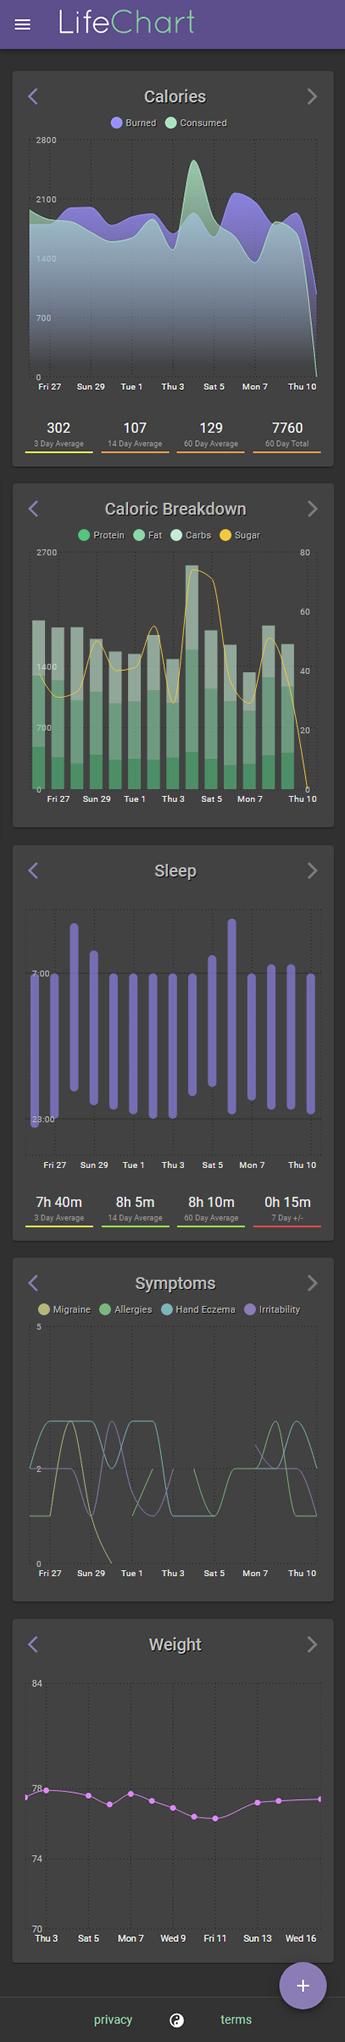 LifeChart
Calories
Burned Consumed
2800
2100
1400
700
0
Fri 27 Sun 29 Tue 1 Thu 3 Sat 5 Mon 7 Thu 10
302 107 129 7760
3 Day Average 14 Day Average 60 Day Average 60 Day Total
Caloric Breakdown
Protein Fat Carbs Sugar
2700 80
60
1400 40
700 20
0 0
Fri 27 Sun 29 Tue 1 Thu 3 Sat 5 Mon 7 Thu 10
Sleep
7:00
23:00
Fri 27 Sun 29 Tue 1 Thu 3 Sat 5 Mon 7 Thu 10
7h 40m 8h 5m 8h 10m 0h 15m
3 Day Average 14 Day Average 60 Day Average 7 Day +/-
Symptoms
Migraine Allergies Hand Eczema Irritability
5
2
0
Fri 27 Sun 29 Tue 1 Thu 3 Sat 5 Mon 7 Thu 10
Weight
84
78
74
70
Thu 3 Sat 5 Mon 7 Wed 9 Fri 11 Sun 13 Wed 16
+
privacy terms